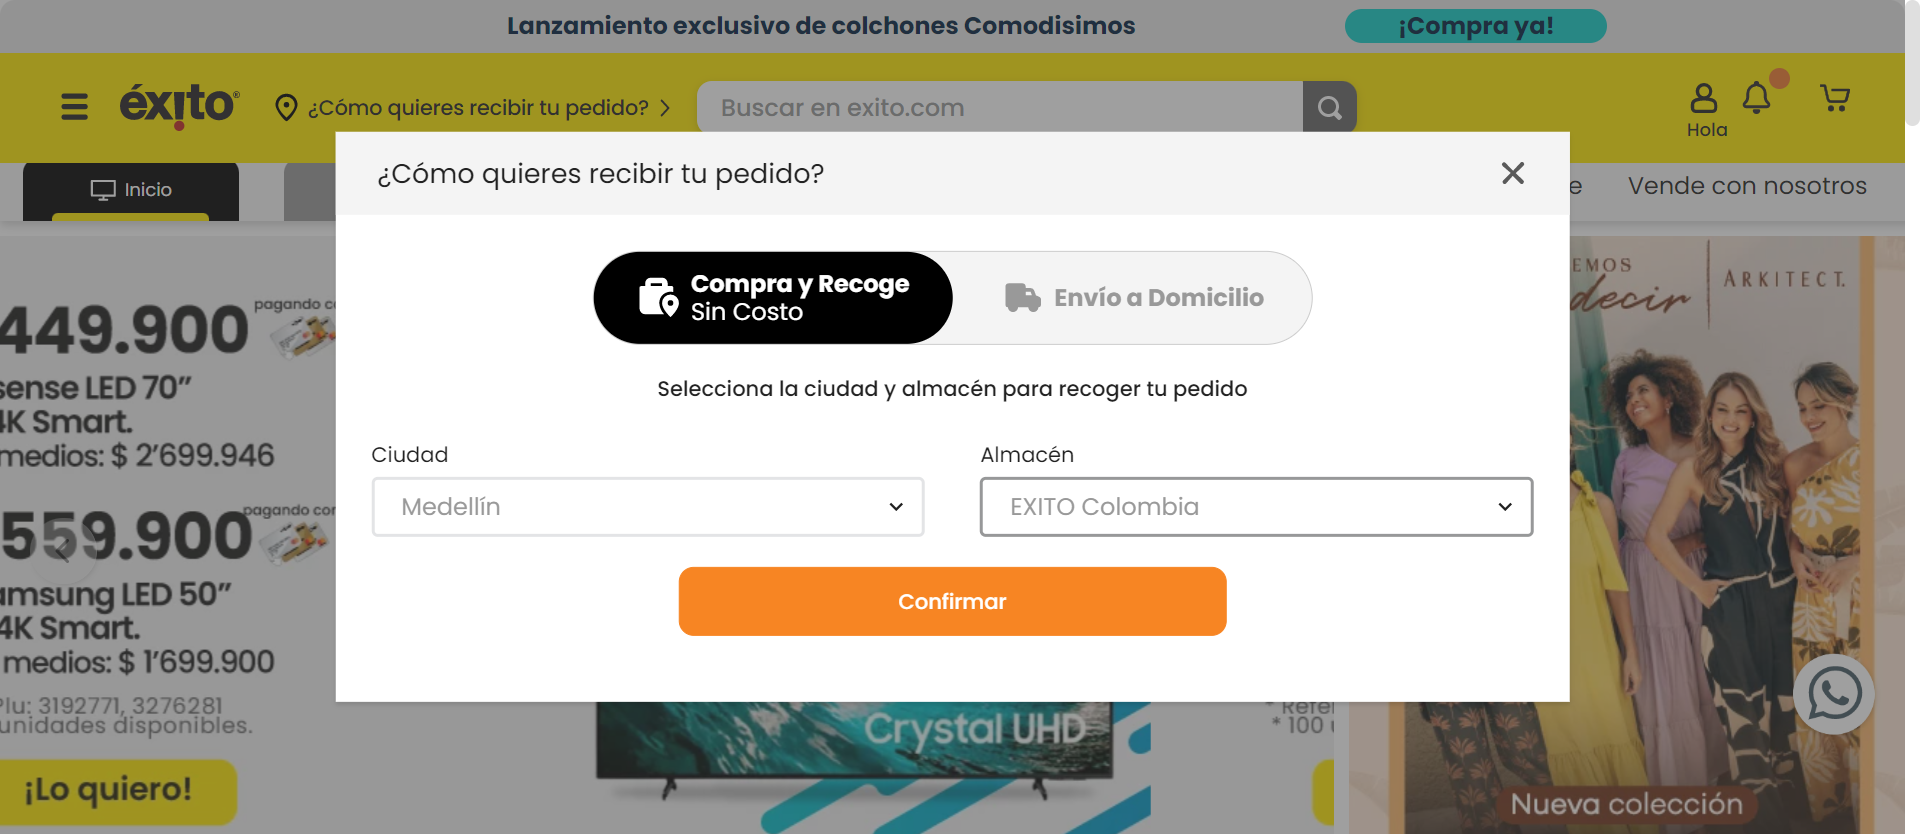 Lanzamiento exclusivo de colchones Comodisimos
¡Compra ya!
éxito
¿Cómo quieres recibir tu pedido?
Buscar en exito.com
Hola
Inicio
Vende con nosotros
¿Cómo quieres recibir tu pedido?
Compra y Recoge
Sin Costo
Envío a Domicilio
Selecciona la ciudad y almacén para recoger tu pedido
Ciudad
Medellín
Almacén
EXITO Colombia
Confirmar
449.900
pagando
sense LED 70”
4K Smart.
medios: $ 2’699.946
559.900
pagando
amsung LED 50”
4K Smart.
medios: $ 1’699.900
Plu: 3192771, 3276281
unidades disponibles.
¡Lo quiero!
Crystal UHD
* 100
decir
ARKITECT.
Nueva colección